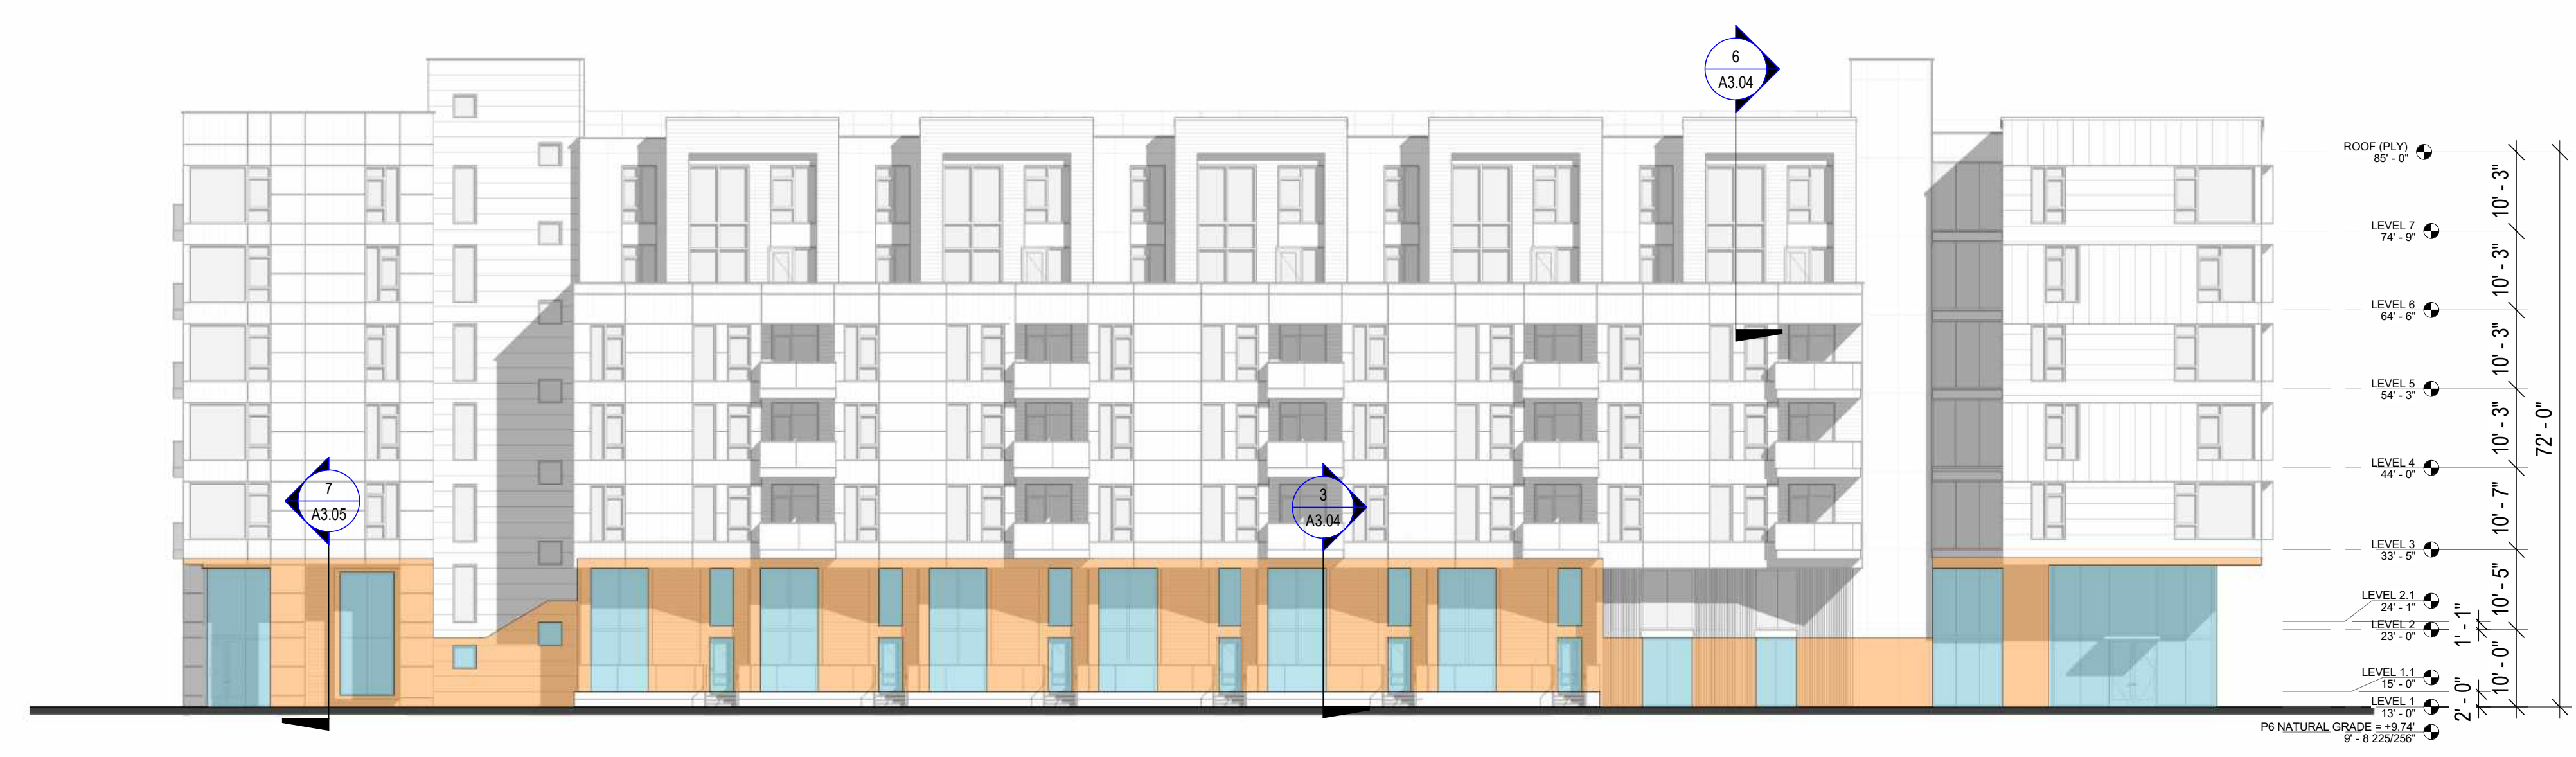 6
A3.04
7
A3.05
3
A3.04
ROOF (PLY)
85' - 0"
LEVEL 7
74' - 9"
LEVEL 6
64' - 6"
LEVEL 5
54' - 3"
LEVEL 4
44' - 0"
LEVEL 3
33' - 5"
LEVEL 2.1
24' - 1"
LEVEL 2
23' - 0"
LEVEL 1.1
15' - 0"
LEVEL 1
13' - 0"
P6 NATURAL GRADE = +9.74'
9' - 8 225/256"
10' - 3"
10' - 3"
10' - 3"
10' - 3"
10' - 7"
10' - 5"
1' - 1"
10' - 0"
2' - 0"
72' - 0"